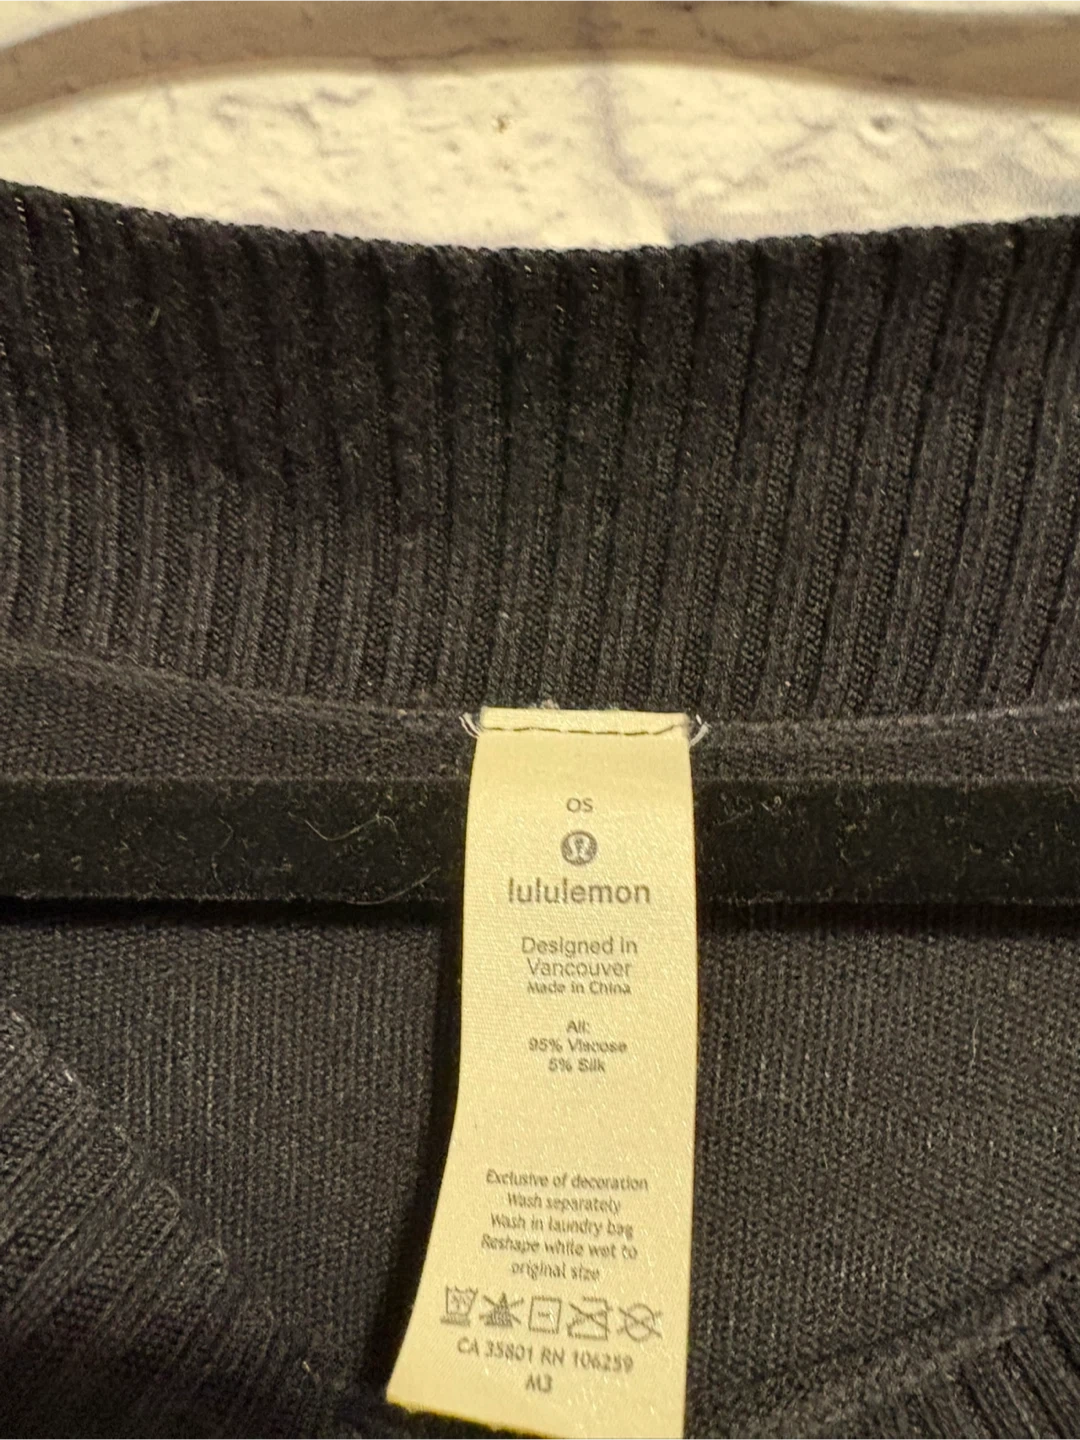 OS
lululemon
Designed in
Vancouver
Made in China
All:
95% Viscose
5% Silk
Exclusive of decoration
Wash separately
Wash in laundry bag
Reshape while wet to
original size
CA 35801 RN 106259
M3